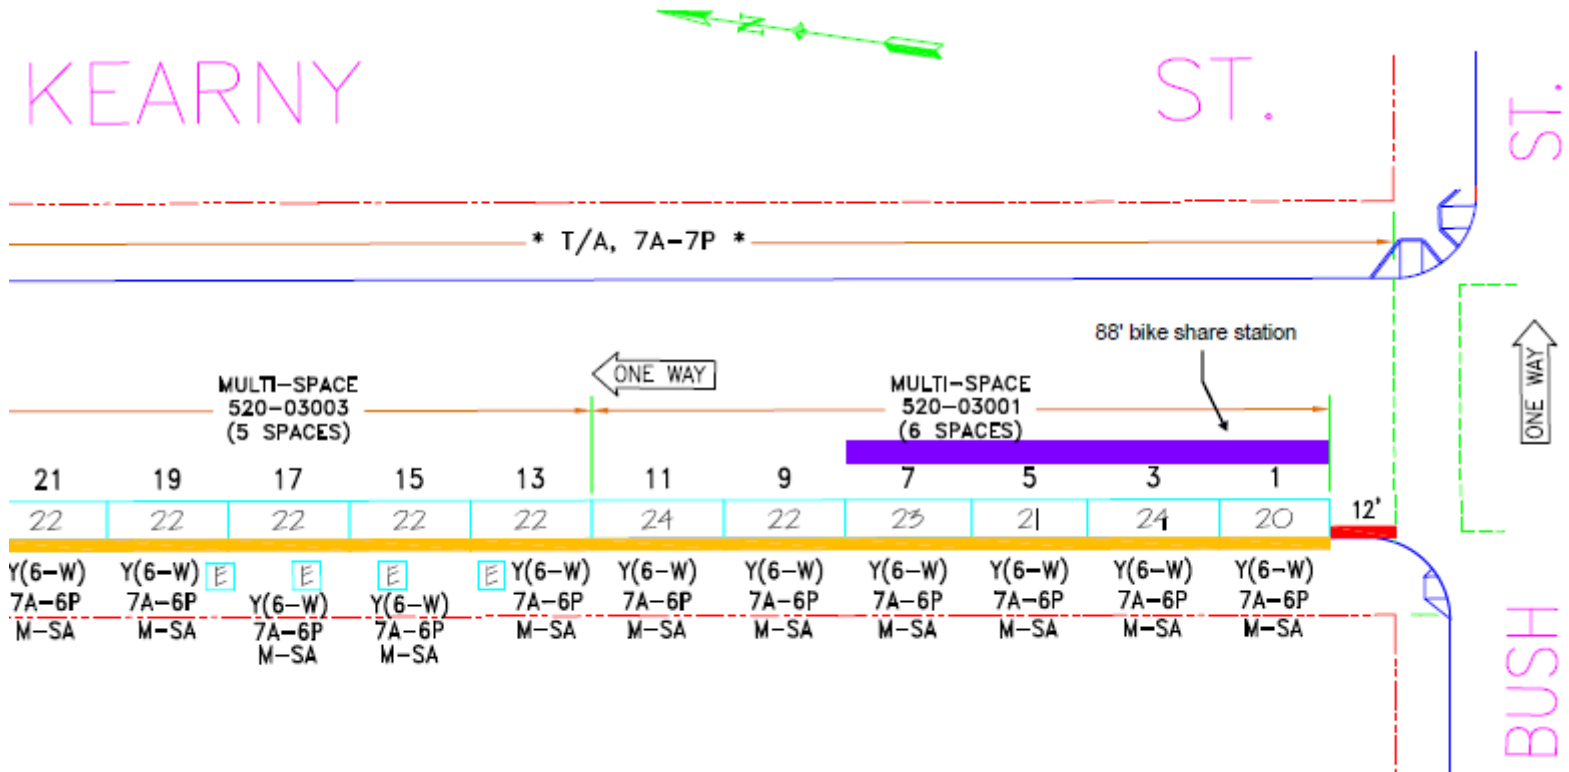 N
KEARNY ST.
* T/A, 7A-7P *
88' bike share station
ONE WAY
MULTI-SPACE
520-03003
(5 SPACES)
MULTI-SPACE
520-03001
(6 SPACES)
ONE WAY
21 19 17 15 13 11 9 7 5 3 1
22 22 22 22 22 24 22 23 21 24 20 12'
Y(6-W) Y(6-W) E E E E Y(6-W) Y(6-W) Y(6-W) Y(6-W) Y(6-W) Y(6-W) Y(6-W)
7A-6P 7A-6P Y(6-W) Y(6-W) 7A-6P 7A-6P 7A-6P 7A-6P 7A-6P 7A-6P 7A-6P
M-SA M-SA 7A-6P 7A-6P M-SA M-SA M-SA M-SA M-SA M-SA M-SA
M-SA M-SA
BUSH ST.